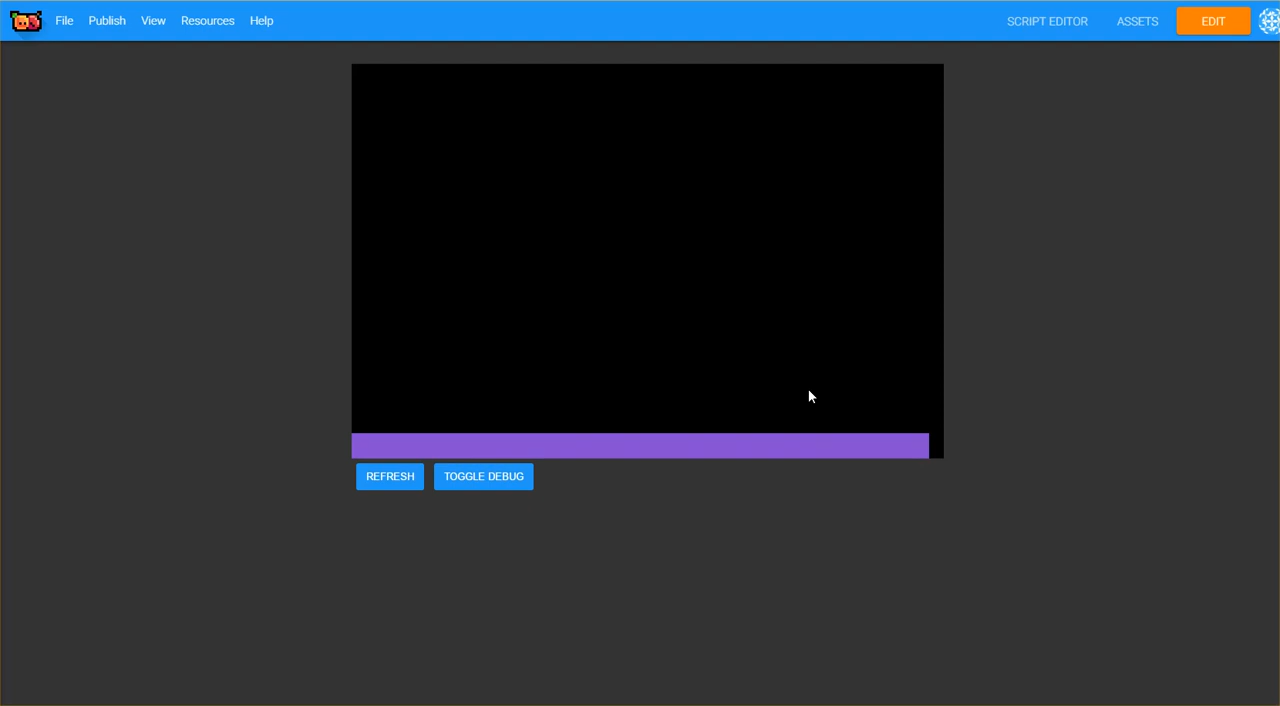 File Publish View Resources Help SCRIPT EDITOR ASSETS EDIT
REFRESH TOGGLE DEBUG